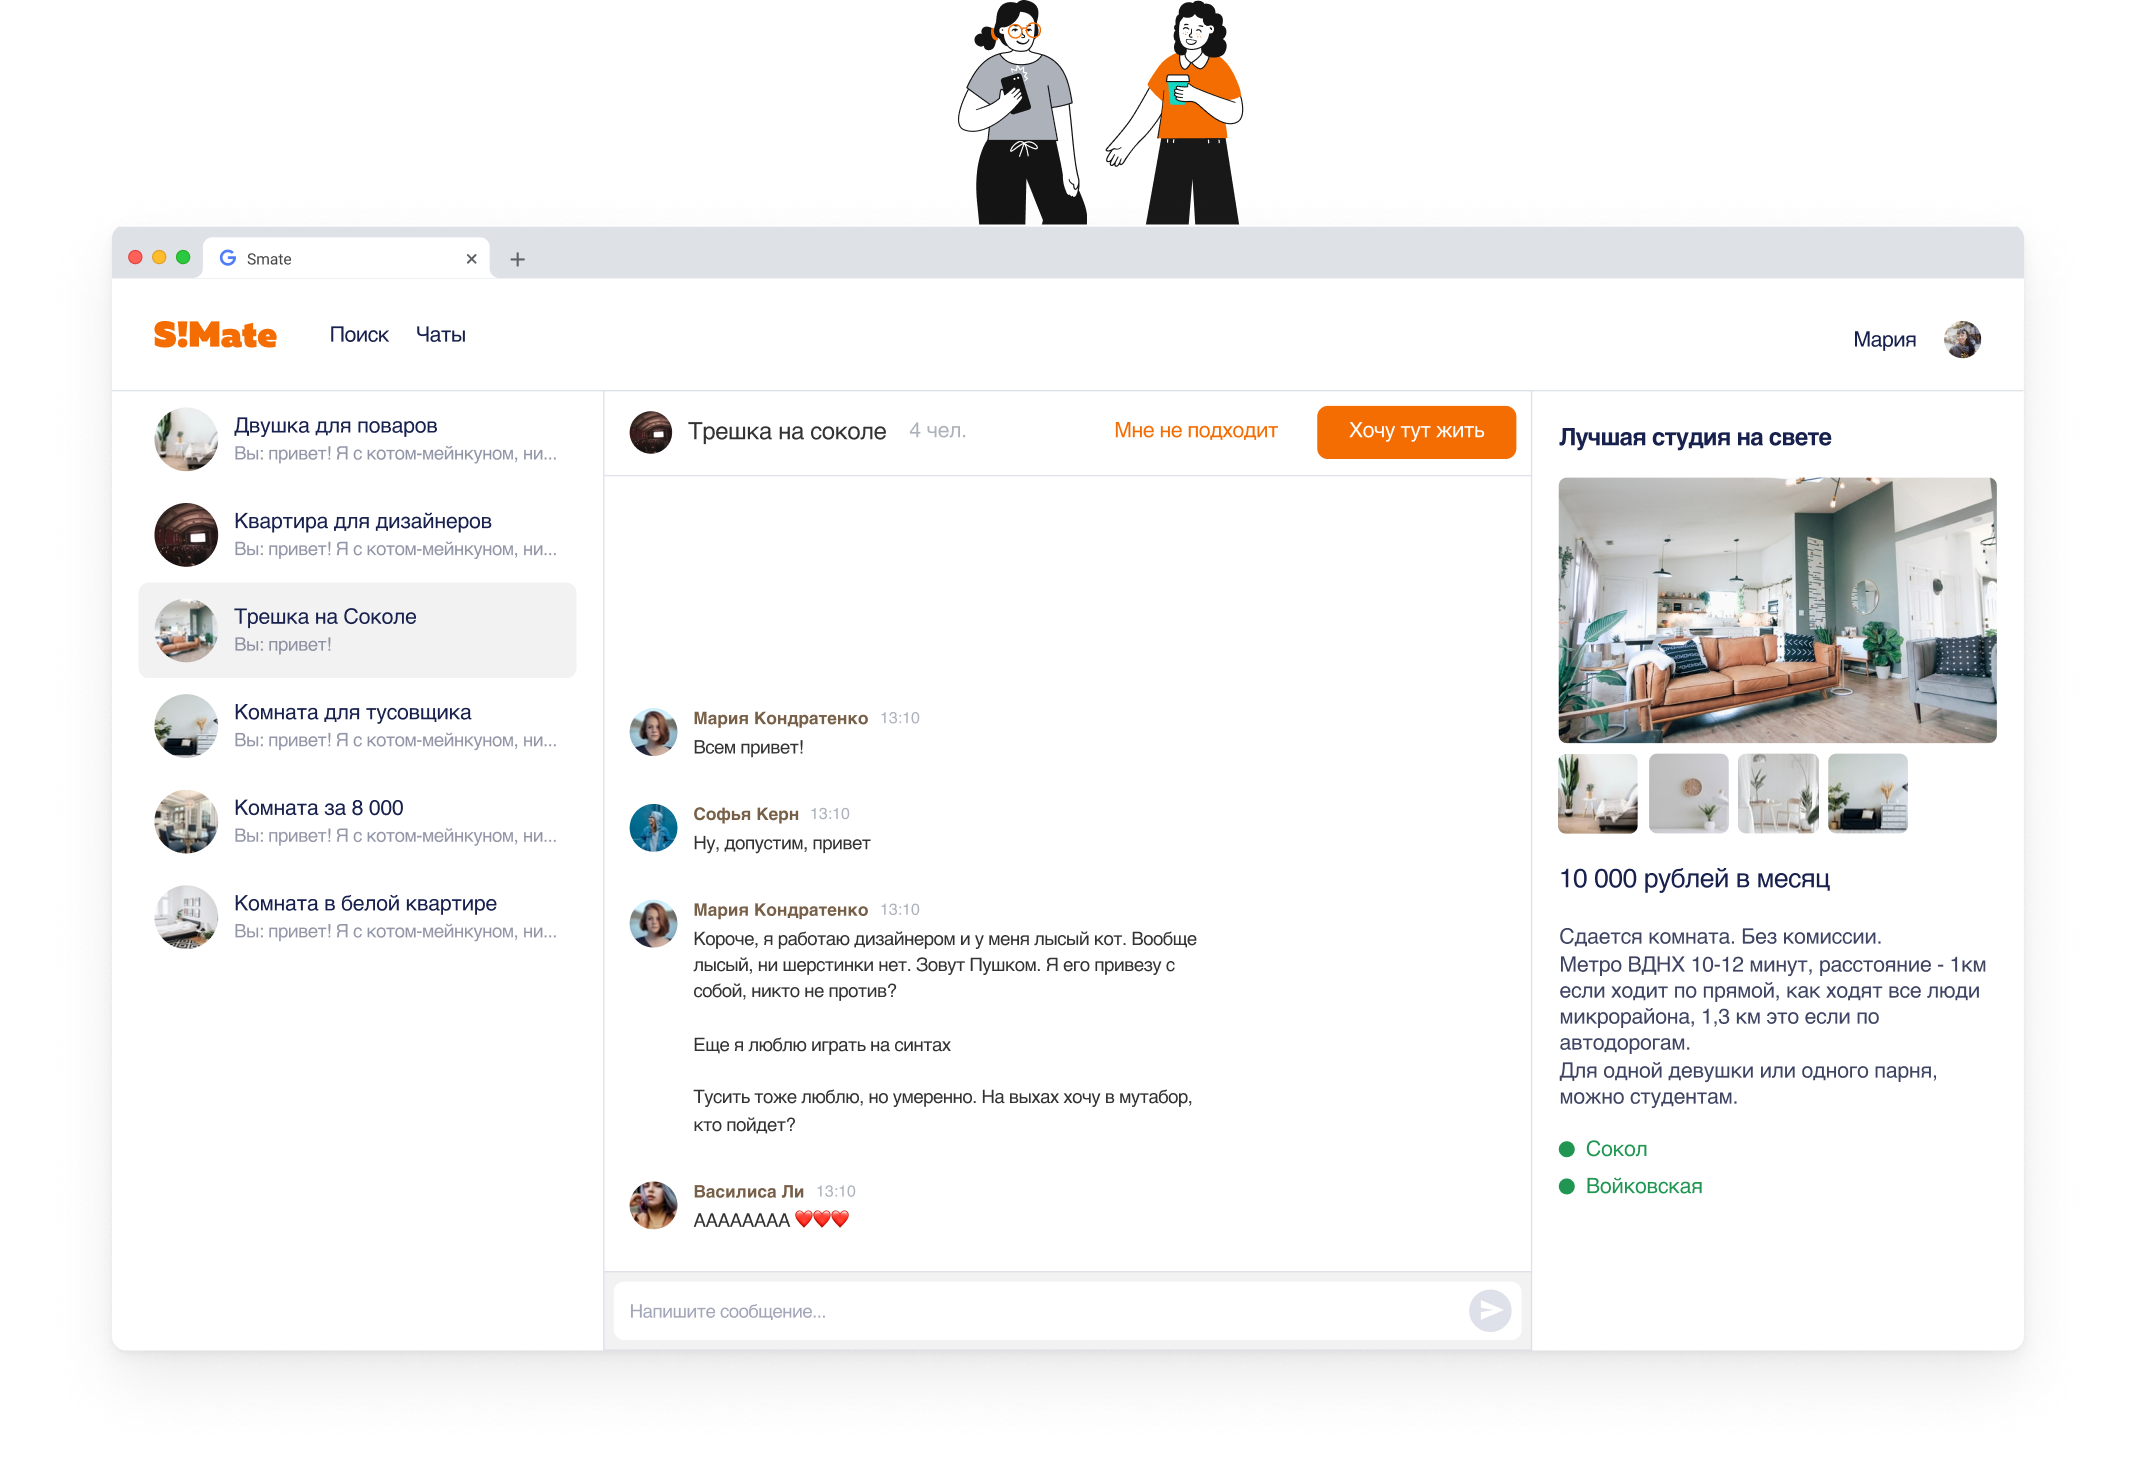 Smate
S!Mate
Поиск
Чаты
Мария
Двушка для поваров
Вы: привет! Я с котом-мейнкуном, ни...
Квартира для дизайнеров
Вы: привет! Я с котом-мейнкуном, ни...
Трешка на Соколе
Вы: привет!
Комната для тусовщика
Вы: привет! Я с котом-мейнкуном, ни...
Комната за 8 000
Вы: привет! Я с котом-мейнкуном, ни...
Комната в белой квартире
Вы: привет! Я с котом-мейнкуном, ни...
Трешка на соколе
4 чел.
Мне не подходит
Хочу тут жить
Мария Кондратенко 13:10
Всем привет!
Софья Керн 13:10
Ну, допустим, привет
Мария Кондратенко 13:10
Короче, я работаю дизайнером и у меня лысый кот. Вообще
лысый, ни шерстинки нет. Зовут Пушком. Я его привезу с
собой, никто не против?
Еще я люблю играть на синтах
Тусить тоже люблю, но умеренно. На выхах хочу в мутабор,
кто пойдет?
Василиса Ли 13:10
АААААААА ❤️❤️❤️
Напишите сообщение...
Лучшая студия на свете
10 000 рублей в месяц
Сдается комната. Без комиссии.
Метро ВДНХ 10-12 минут, расстояние - 1км
если ходит по прямой, как ходят все люди
микрорайона, 1,3 км это если по
автодорогам.
Для одной девушки или одного парня,
можно студентам.
Сокол
Войковская